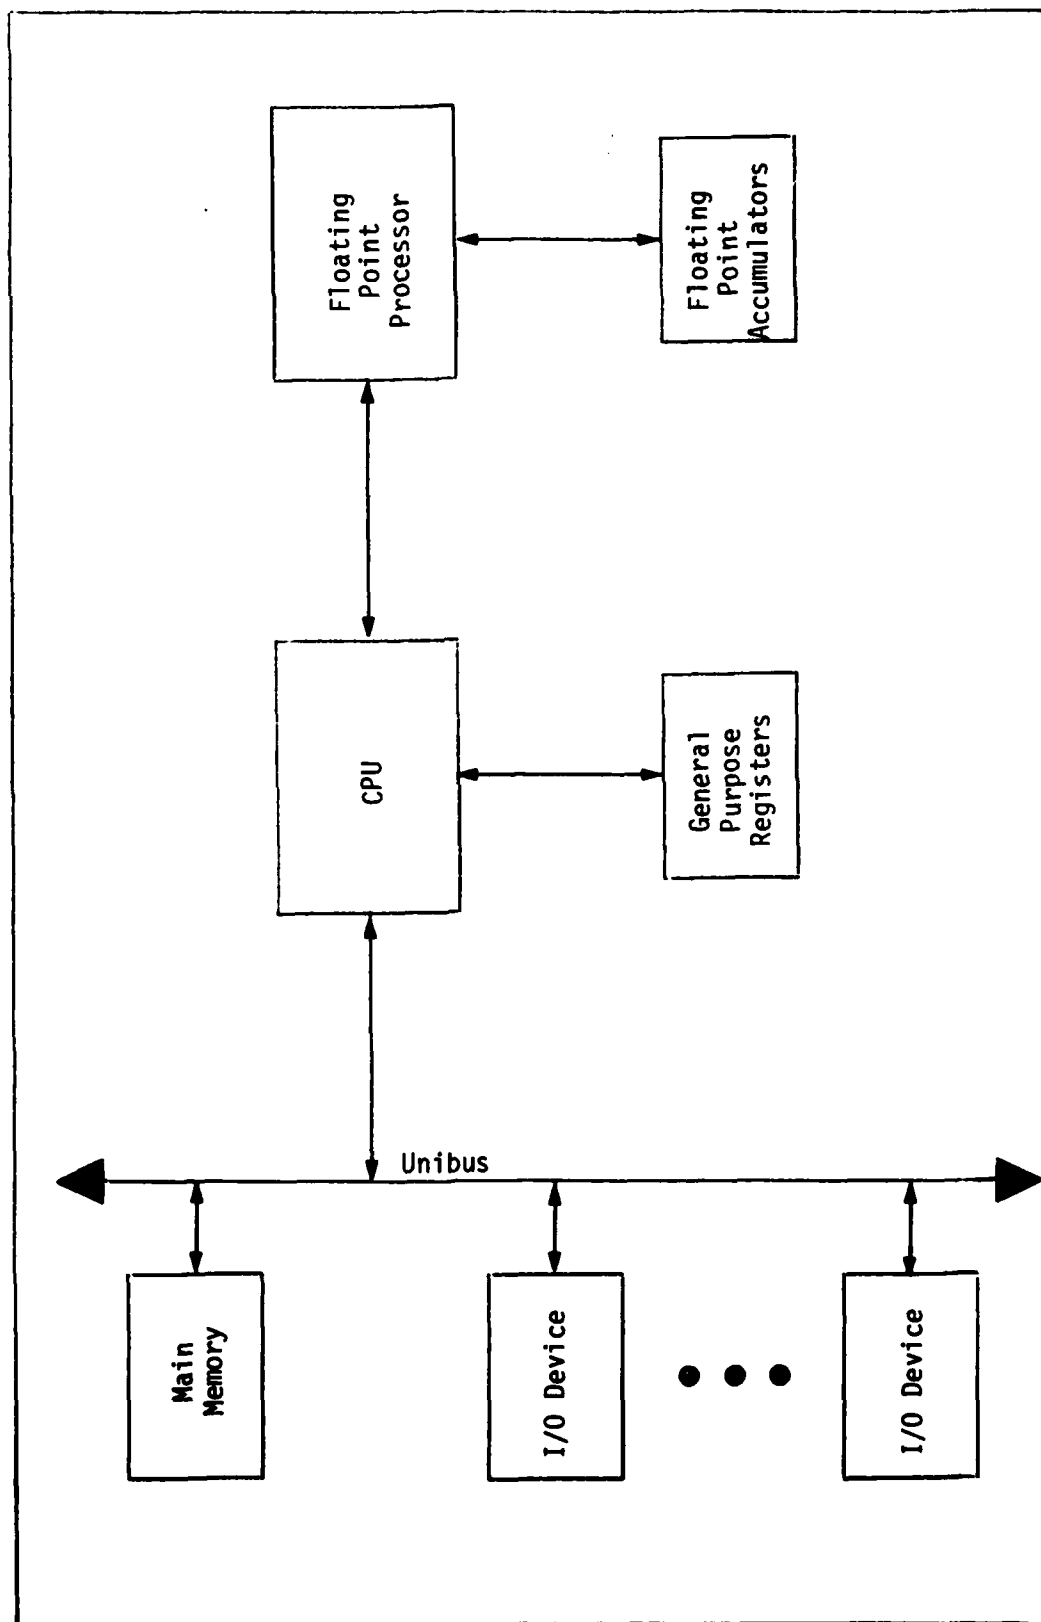 Main
Memory
I/O Device
I/O Device
Unibus
CPU
General
Purpose
Registers
Floating
Point
Processor
Floating
Point
Accumulators